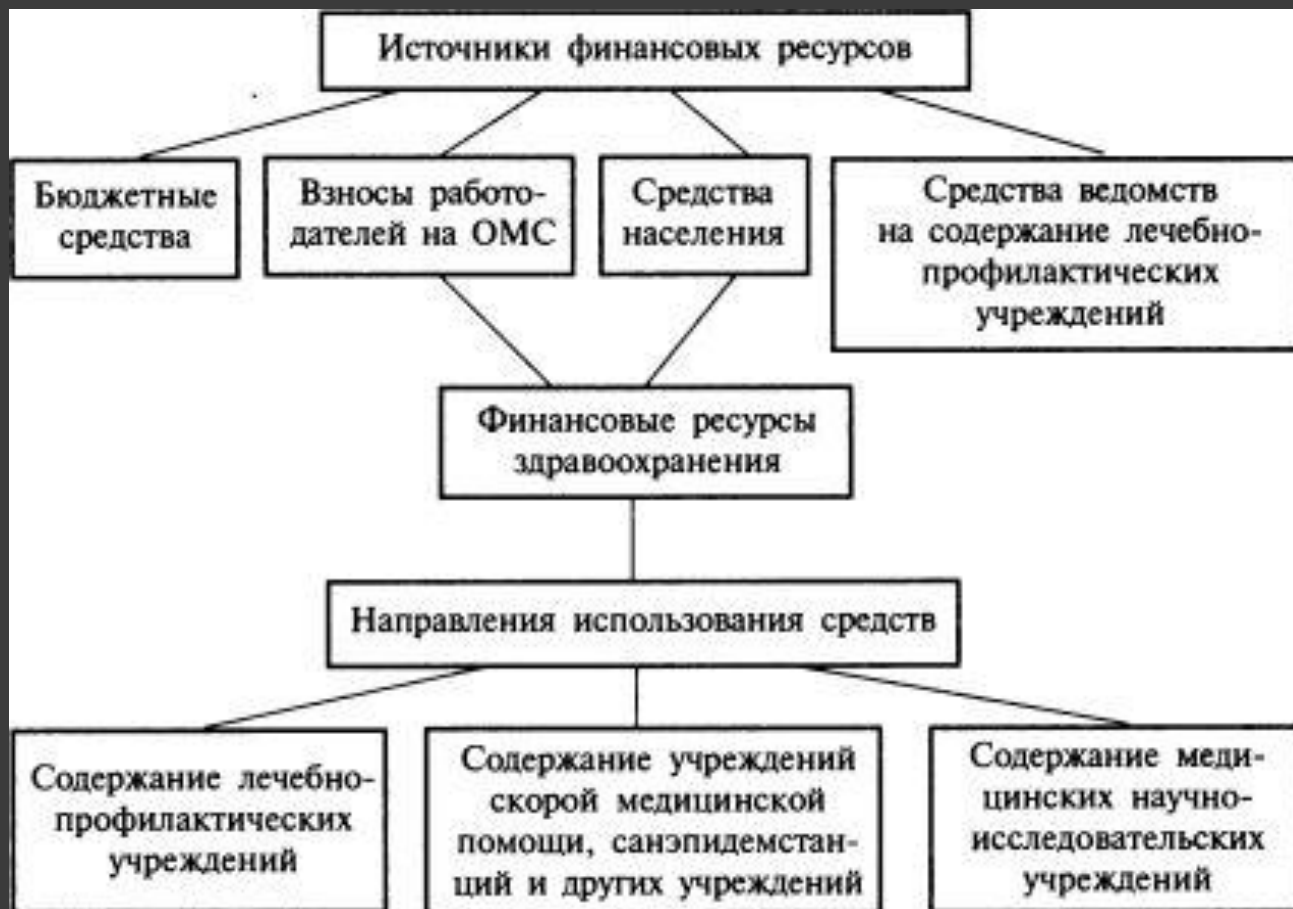 Источники финансовых ресурсов
Бюджетные
средства
Взносы работо-
дателей на ОМС
Средства
населения
Средства ведомств
на содержание лечебно-
профилактических
учреждений
Финансовые ресурсы
здравоохранения
Направления использования средств
Содержание лечебно-
профилактических
учреждений
Содержание учреждений
скорой медицинской
помощи, санэпидемстан-
ций и других учреждений
Содержание меди-
цинских научно-
исследовательских
учреждений